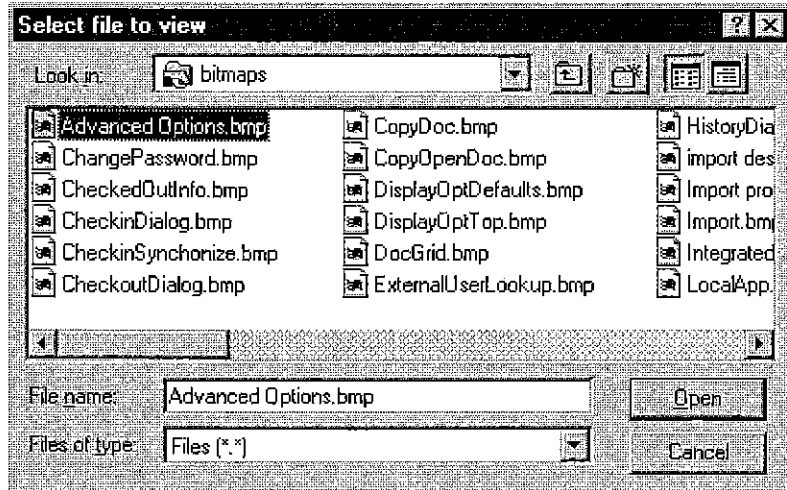 Select file to view
Look in: bitmaps
Advanced Options.bmp CopyDoc.bmp HistoryDia
ChangePassword.bmp CopyOpenDoc.bmp import des
CheckedOutInfo.bmp DisplayOptDefaults.bmp Import pro
CheckinDialog.bmp DisplayOptTop.bmp Import.bm
CheckinSynchonize.bmp DocGrid.bmp Integrated
CheckoutDialog.bmp ExternalUserLookup.bmp LocalApp.
File name: Advanced Options.bmp Open
Files of type: Files (*.*) Cancel